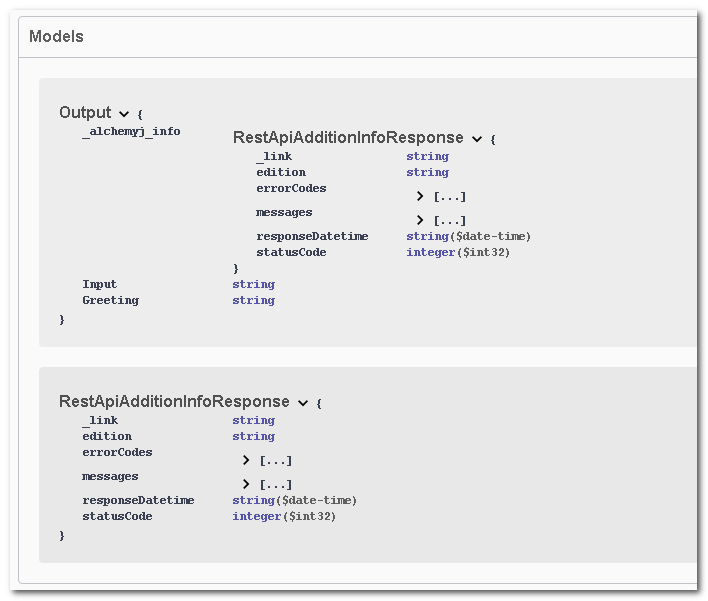 Models
Output {
_alchemyj_info
RestApiAdditionInfoResponse {
_link string
edition string
errorCodes
[...]
messages
[...]
responseDatetime string($date-time)
statusCode integer($int32)
}
Input string
Greeting string
}
RestApiAdditionInfoResponse {
_link string
edition string
errorCodes
[...]
messages
[...]
responseDatetime string($date-time)
statusCode integer($int32)
}